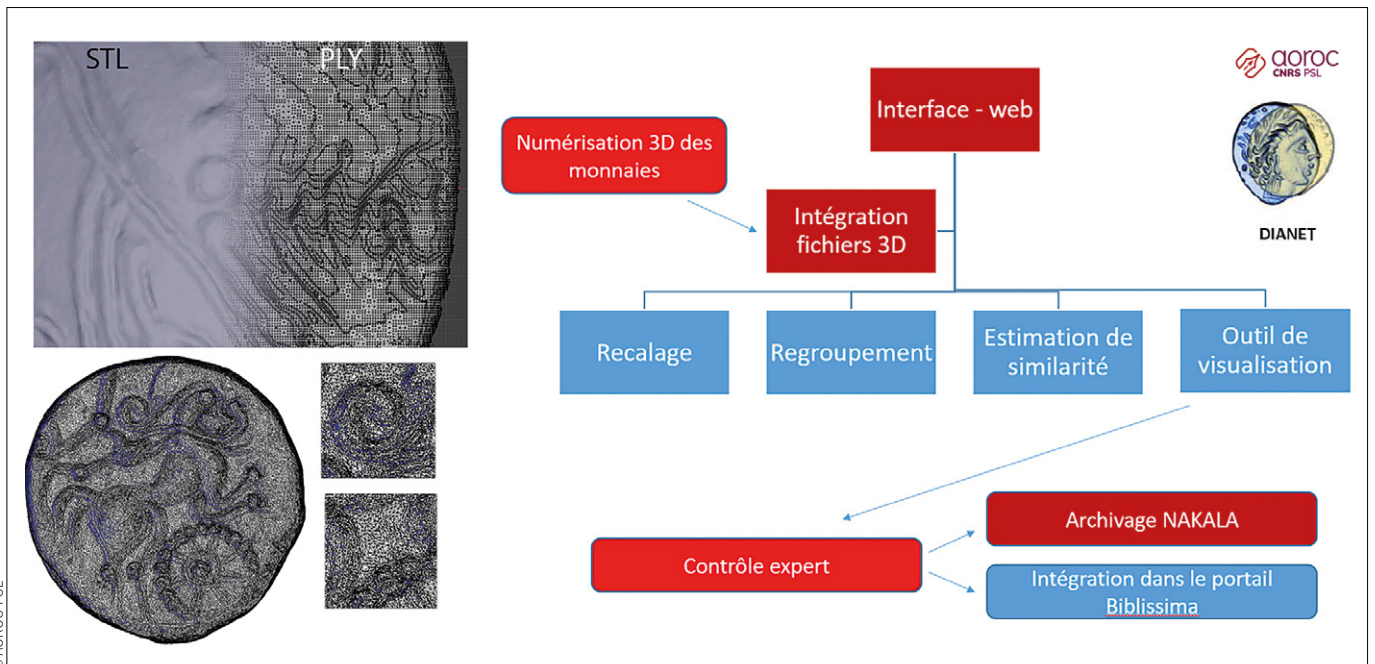 STL
PLY
Numérisation 3D des
monnaies
Interface - web
Intégration
fichiers 3D
aoroc
CNRS PSL
DIANET
Recalage
Regroupement
Estimation de
similarité
Outil de
visualisation
Contrôle expert
Archivage NAKALA
Intégration dans le portail
Biblissima